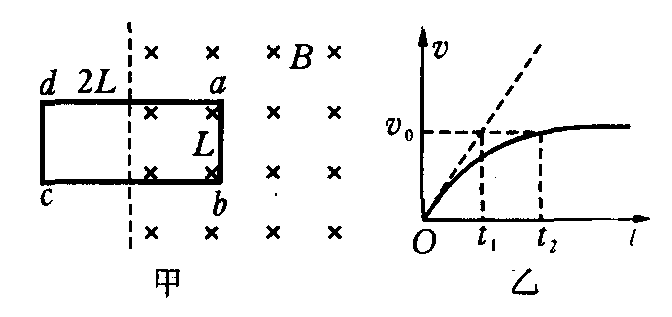 d 2L a B
L
c b
甲
v
v₀
O t₁ t₂ t
乙